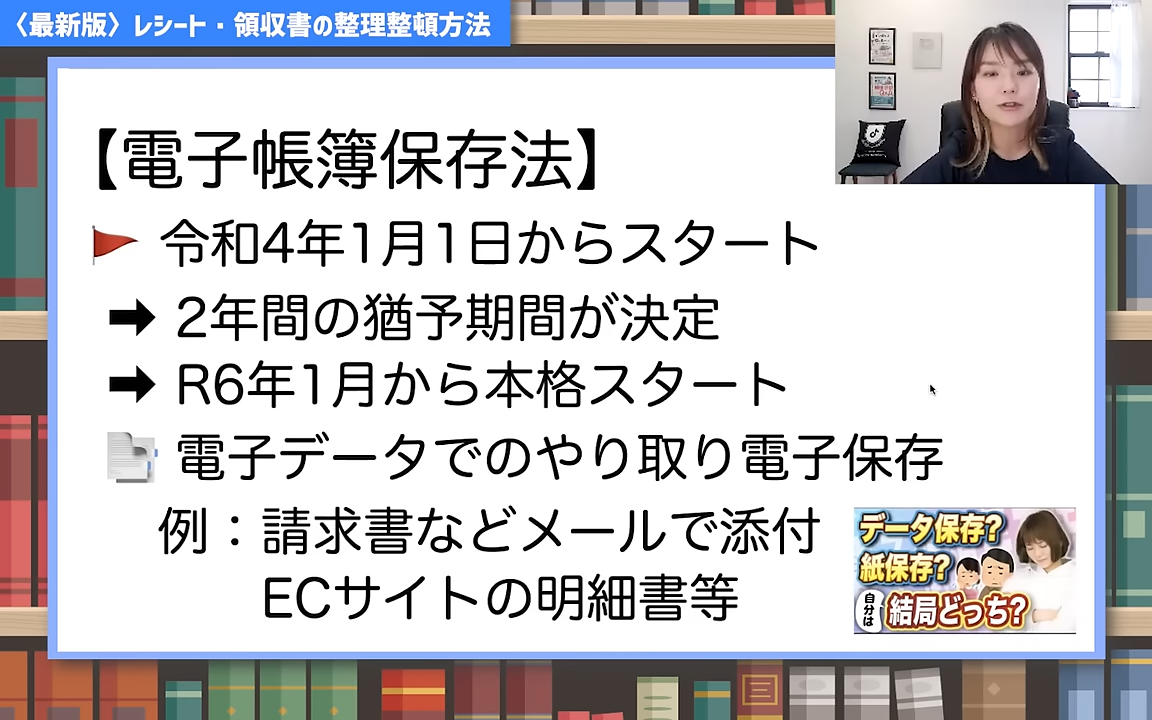 〈最新版〉レシート・領収書の整理整頓方法
【電子帳簿保存法】
令和4年1月1日からスタート
➡ 2年間の猶予期間が決定
➡ R6年1月から本格スタート
電子データでのやり取り電子保存
例：請求書などメールで添付
ECサイトの明細書等
データ保存?
紙保存?
自分は
結局どっち?